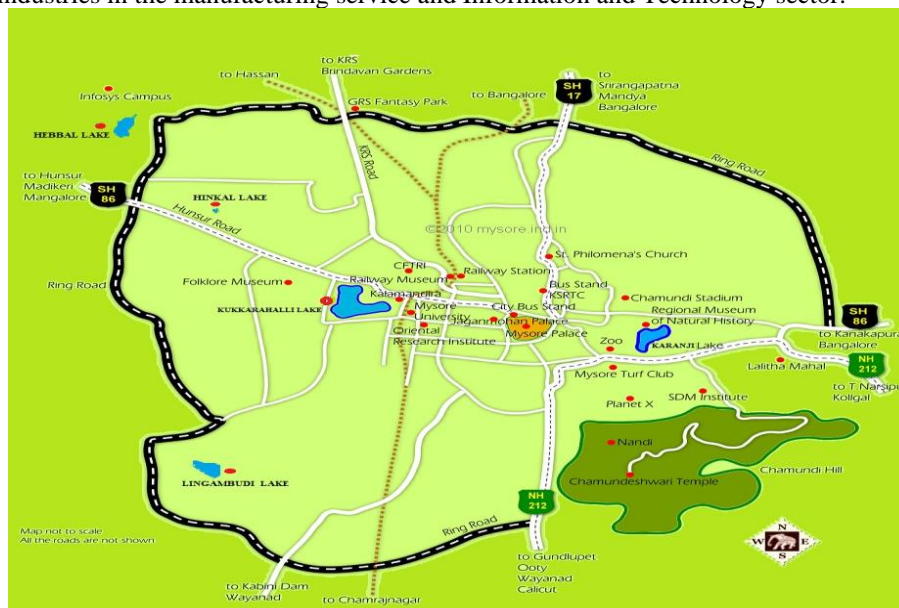 industries in the manufacturing service and Information and Technology sector.
to KRS
Brindavan Gardens
to Hassan
Infosys Campus
GRS Fantasy Park
to Bangalore
SH
17
to
Srirangapatna
Mandya
Bangalore
HEBBAL LAKE
KRS Road
Ring Road
to Hunsur
Madikeri
Mangalore
SH
86
HINKAL LAKE
Hunsur Road
©2010 mysore.ind.in
St. Philomena's Church
CFTRI
Railway Station
Ring Road
Folklore Museum
Railway Museum
Bus Stand
KSRTC
Kalamandira
Chamundi Stadium
KUKKARAHALLI LAKE
Mysore
University
City Bus Stand
Regional Museum
of Natural History
SH
86
Jaganmohan Palace
Mysore Palace
Oriental
Research Institute
to Kanakapura
Bangalore
Zoo
KARANJI Lake
Lalitha Mahal
NH
212
Mysore Turf Club
to T.Narsipu
Kollgal
Planet X
SDM Institute
Nandi
Chamundi Hill
Chamundeshwari Temple
LINGAMBUDI LAKE
NH
212
Map not to scale
All the roads are not shown
Ring Road
N
W
E
S
to Gundlupet
Ooty
Wayanad
Calicut
to Kabini Dam
Wayanad
to Chamrajnagar